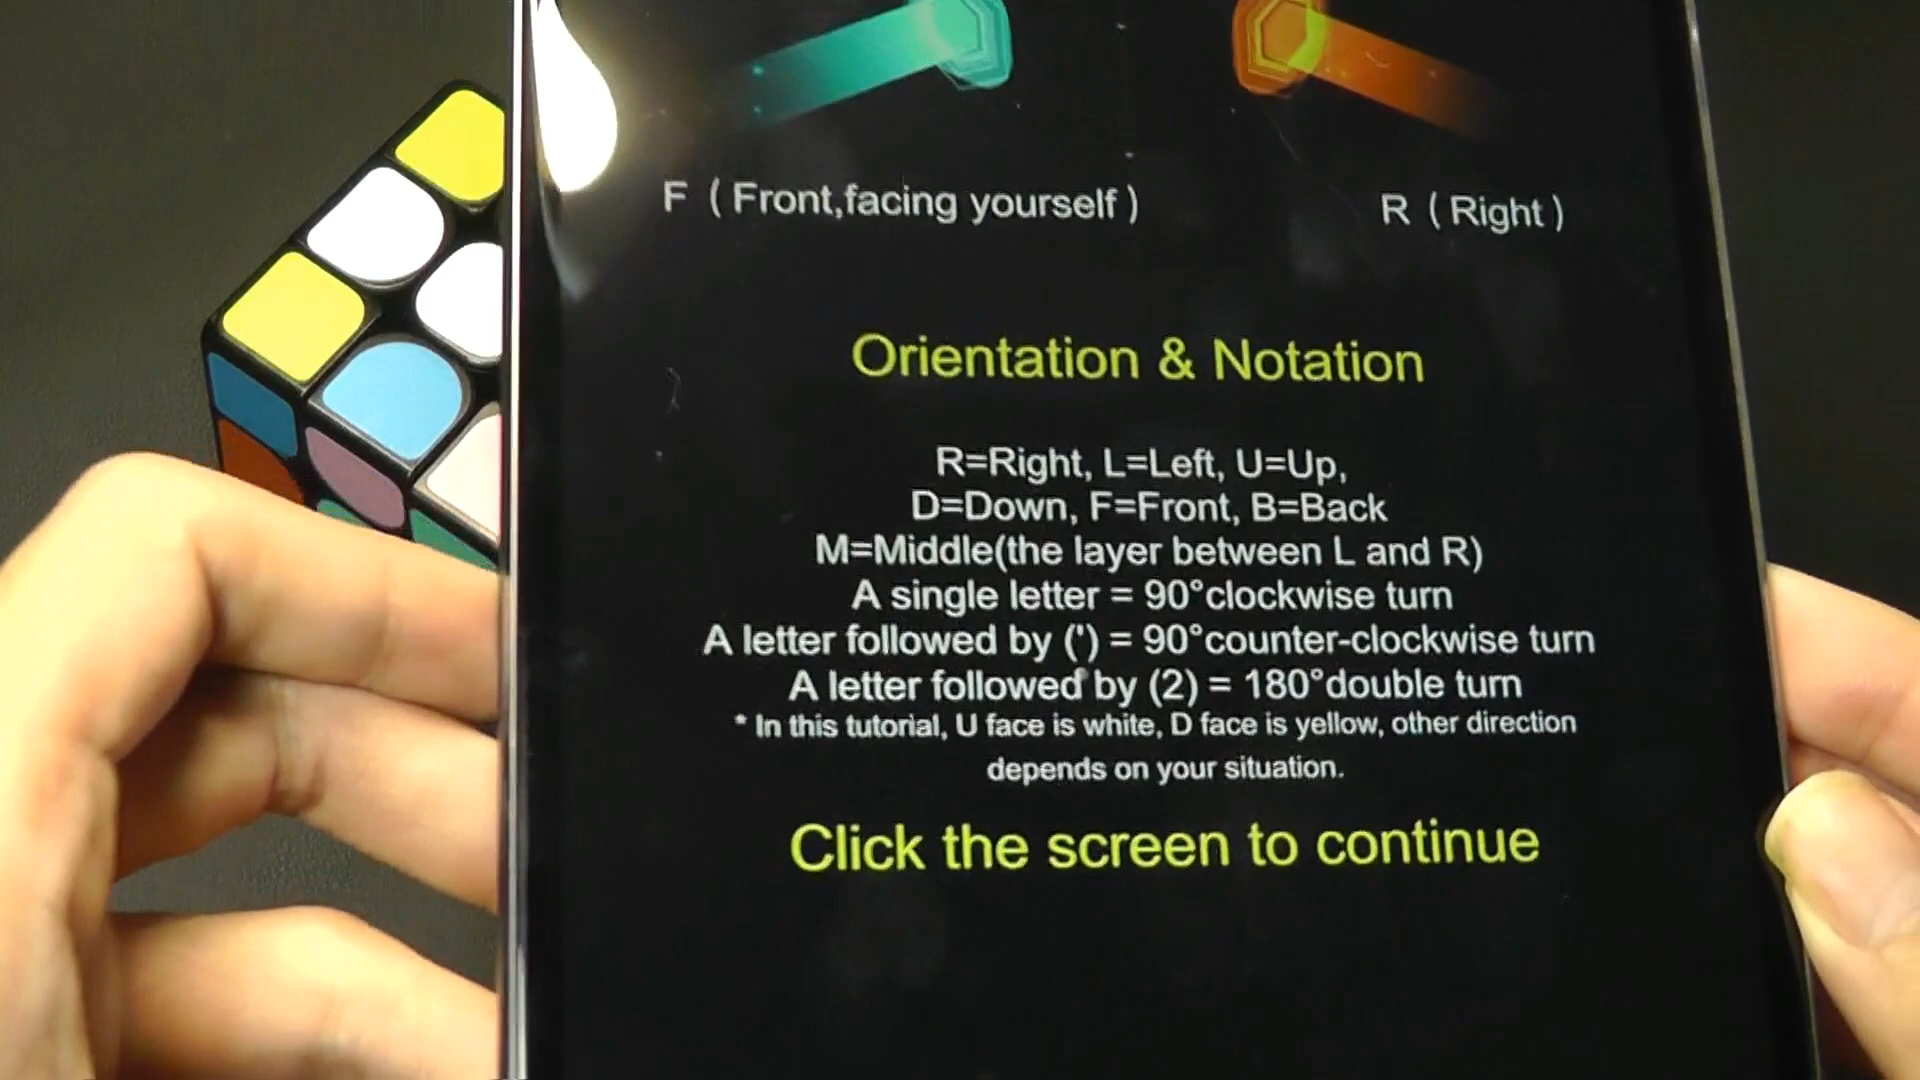 F ( Front,facing yourself )
R ( Right )
Orientation & Notation
R=Right, L=Left, U=Up,
D=Down, F=Front, B=Back
M=Middle(the layer between L and R)
A single letter = 90°clockwise turn
A letter followed by (') = 90°counter-clockwise turn
A letter followed by (2) = 180°double turn
* In this tutorial, U face is white, D face is yellow, other direction
depends on your situation.
Click the screen to continue